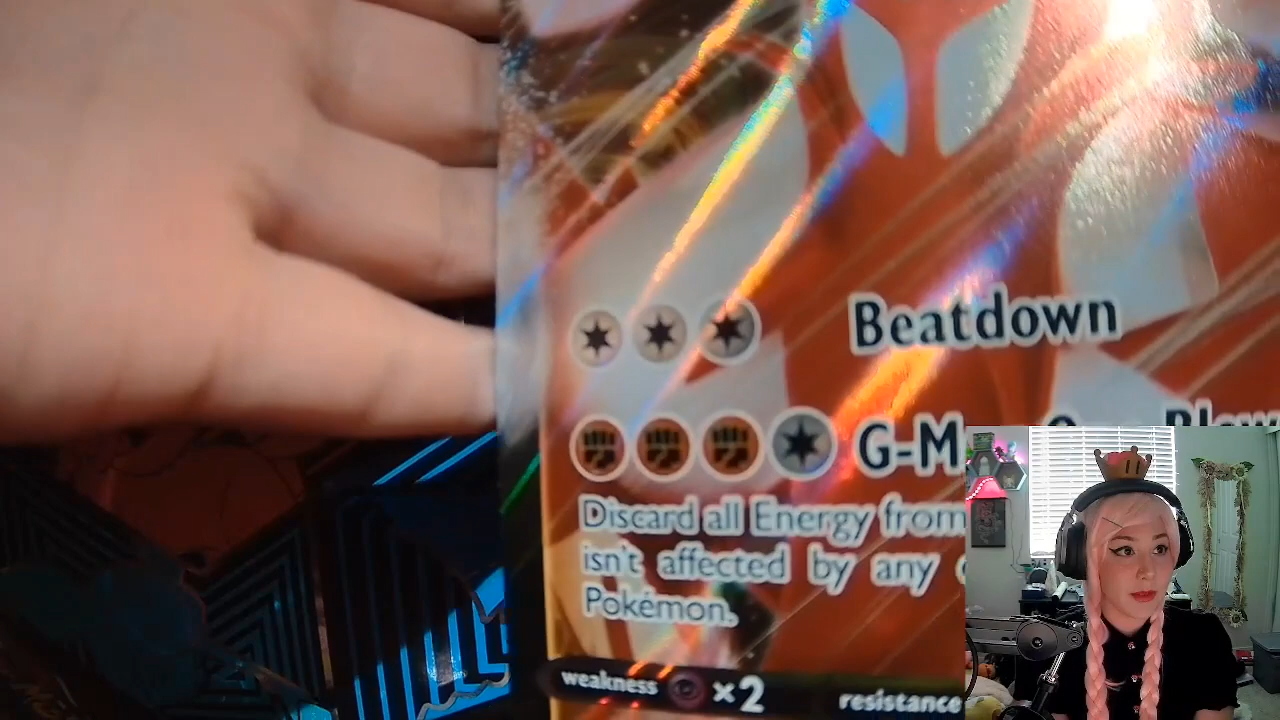 Beatdown
G-M
Discard all Energy from
isn't affected by any
Pokémon.
weakness ×2
resistance